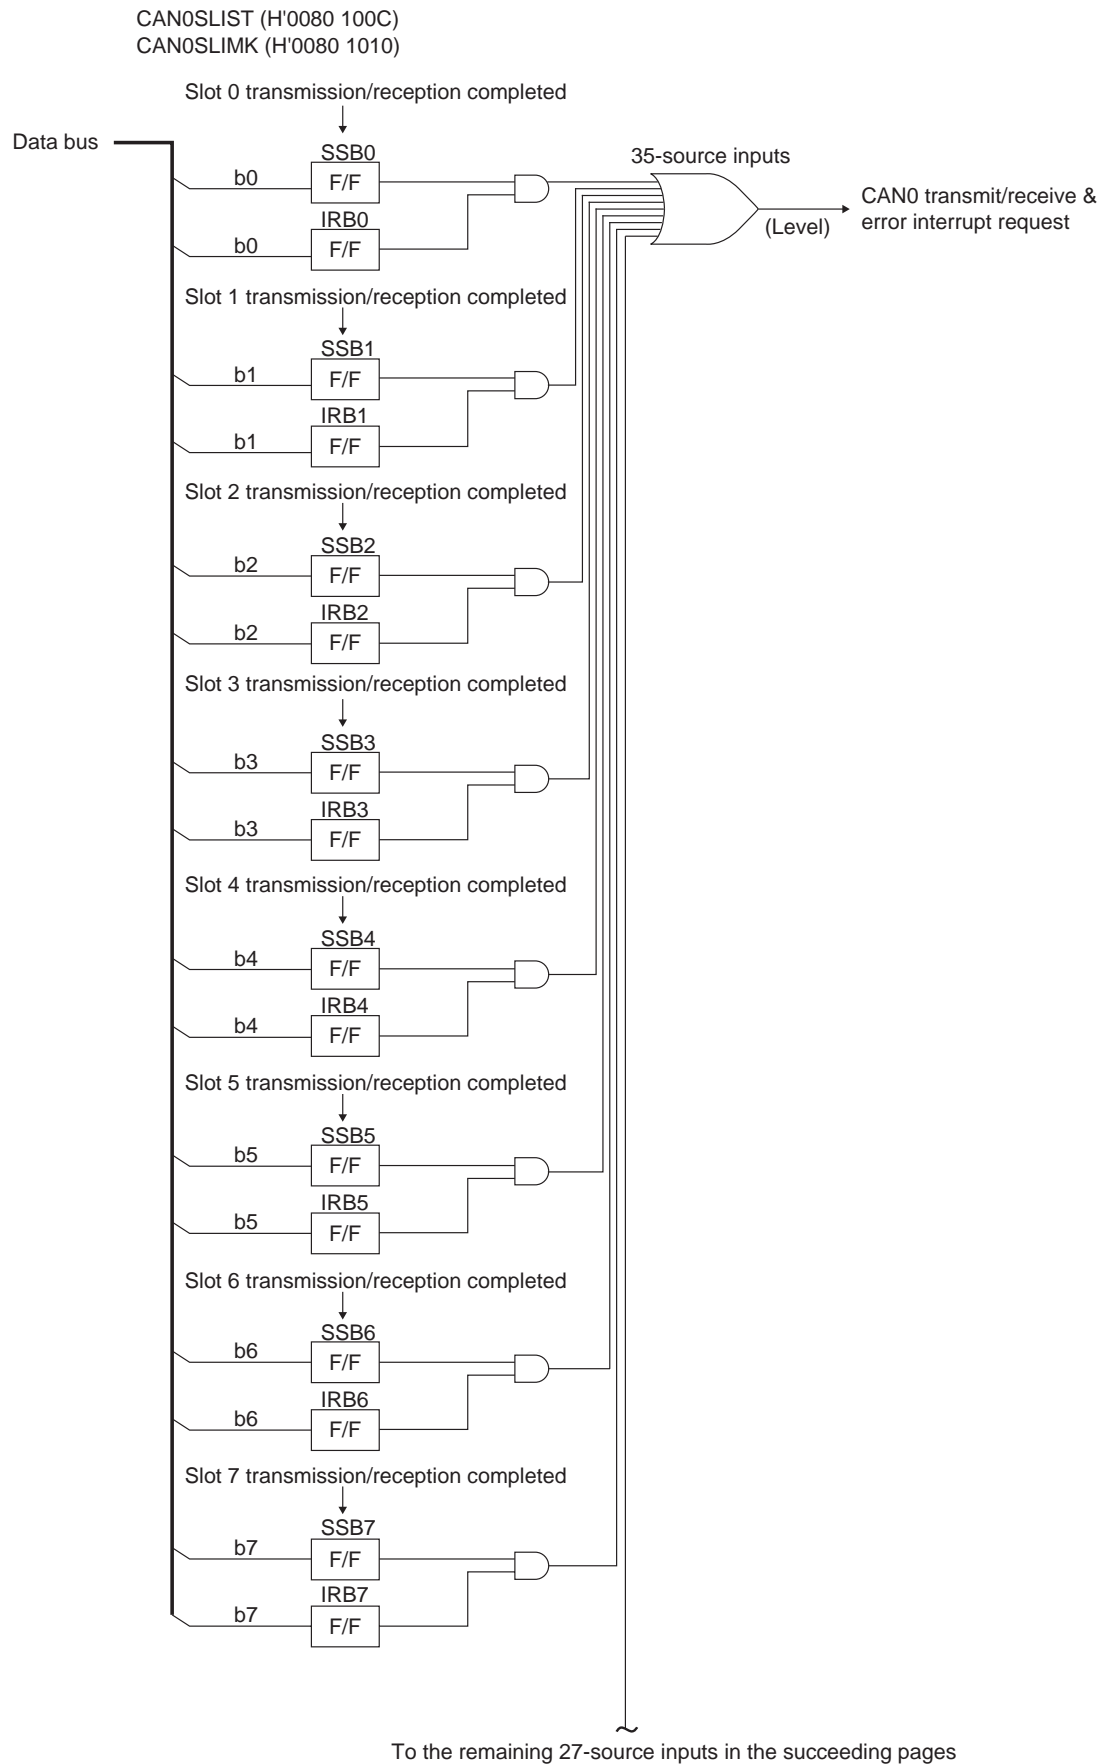 CAN0SLIST (H'0080 100C)
CAN0SLIMK (H'0080 1010)
Slot 0 transmission/reception completed
Data bus
SSB0
35-source inputs
b0
F/F
CAN0 transmit/receive &
error interrupt request
(Level)
IRB0
b0
F/F
Slot 1 transmission/reception completed
SSB1
b1
F/F
IRB1
b1
F/F
Slot 2 transmission/reception completed
SSB2
b2
F/F
IRB2
b2
F/F
Slot 3 transmission/reception completed
SSB3
b3
F/F
IRB3
b3
F/F
Slot 4 transmission/reception completed
SSB4
b4
F/F
IRB4
b4
F/F
Slot 5 transmission/reception completed
SSB5
b5
F/F
IRB5
b5
F/F
Slot 6 transmission/reception completed
SSB6
b6
F/F
IRB6
b6
F/F
Slot 7 transmission/reception completed
SSB7
b7
F/F
IRB7
b7
F/F
To the remaining 27-source inputs in the succeeding pages